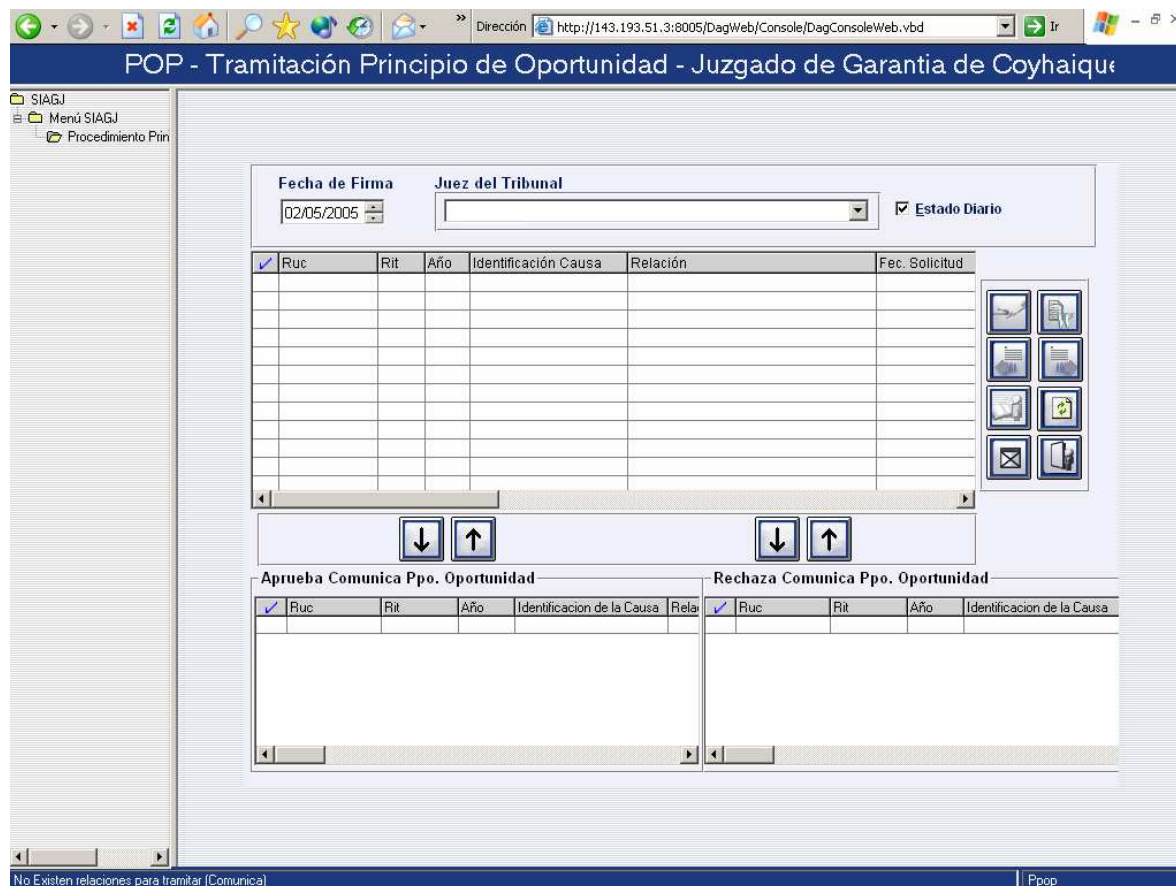 » Dirección http://143.193.51.3:8005/DagWeb/Console/DagConsoleWeb.vbd Ir
POP - Tramitación Principio de Oportunidad - Juzgado de Garantia de Coyhaique
SIAGJ
Menú SIAGJ
Procedimiento Prin
Fecha de Firma Juez del Tribunal
02/05/2005 Estado Diario
Ruc Rit Año Identificación Causa Relación Fec. Solicitud
Aprueba Comunica Ppo. Oportunidad Rechaza Comunica Ppo. Oportunidad
Ruc Rit Año Identificacion de la Causa Rela Ruc Rit Año Identificacion de la Causa
No Existen relaciones para tramitar (Comunica) Ppop